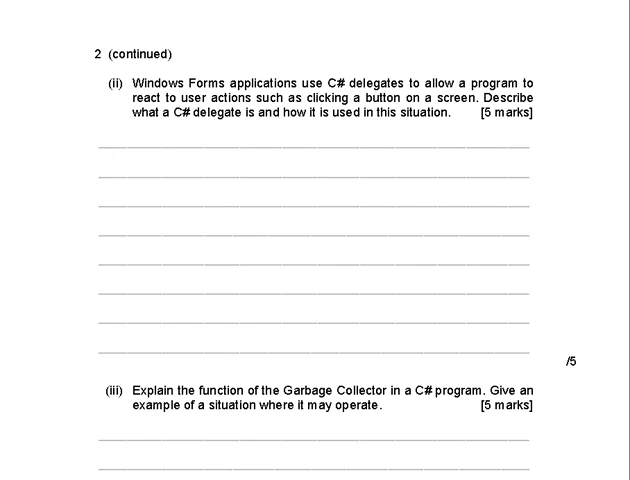 2 (continued)
(ii) Windows Forms applications use C# delegates to allow a program to
react to user actions such as clicking a button on a screen. Describe
what a C# delegate is and how it is used in this situation. [5 marks]
/5
(iii) Explain the function of the Garbage Collector in a C# program. Give an
example of a situation where it may operate. [5 marks]